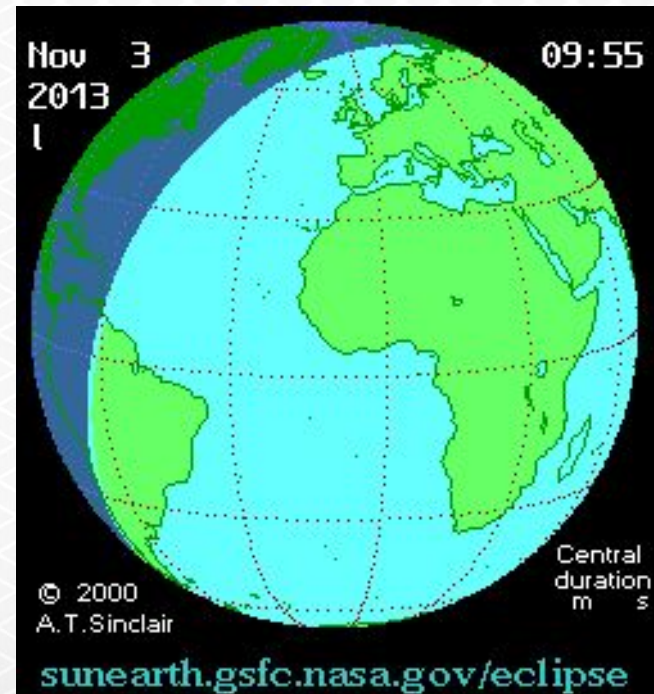 Nov 3 09:55
2013
l
Central
duration
m s
© 2000
A.T.Sinclair
sunearth.gsfc.nasa.gov/eclipse